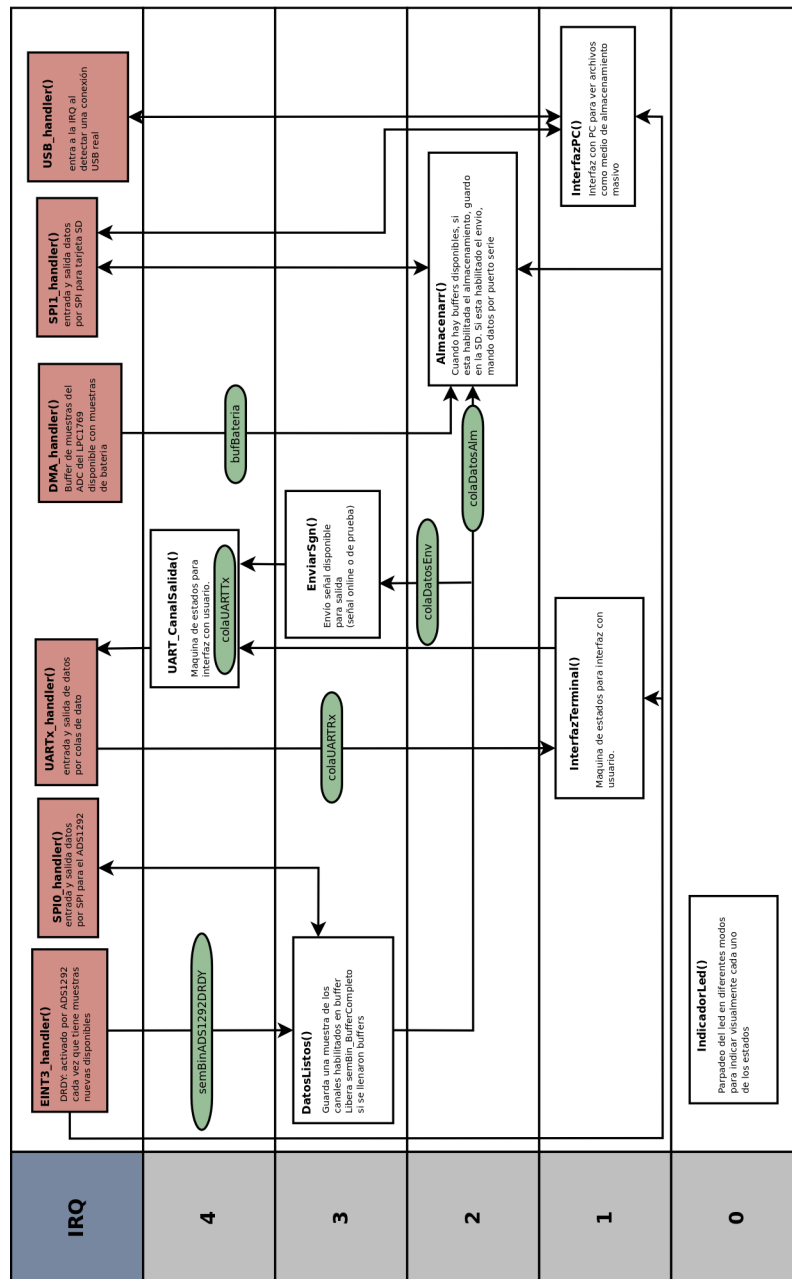 IRQ
EINT3_handler()
DRDY: activado por ADS1292
cada vez que tiene muestras
nuevas disponibles
SPI0_handler()
entrada y salida datos
por SPI para el ADS1292
UARTx_handler()
entrada y salida de datos
por colas de dato
DMA_handler()
Buffer de muestras del
ADC del LPC1769
disponible con muestras
de bateria
SPI1_handler()
entrada y salida datos
por SPI para tarjeta SD
USB_handler()
entra a la IRQ al
detectar una conexión
USB real
4
semBinADS1292DRDY
UART_CanalSalida()
Maquina de estados para
interfaz con usuario.
colaUARTTx
bufBateria
3
DatosListos()
Guarda una muestra de los
canales habilitados en buffer
Libera semBin_BufferCompleto
si se llenaron buffers
colaUARTRx
EnviarSgn()
Envío señal disponible
para salida
(señal online o de prueba)
2
colaDatosEnv
colaDatosAlm
Almacenarr()
Cuando hay buffers disponibles, si
esta habilitada el almacenamiento, guardo
en la SD. Si esta habilitado el envío,
mando datos por puerto serie
1
InterfazTerminal()
Maquina de estados para interfaz con
usuario.
InterfazPC()
Interfaz con PC para ver archivos
como medio de almacenamiento
masivo
0
IndicadorLed()
Parpadeo del led en diferentes modos
para indicar visualmente cada uno
de los estados